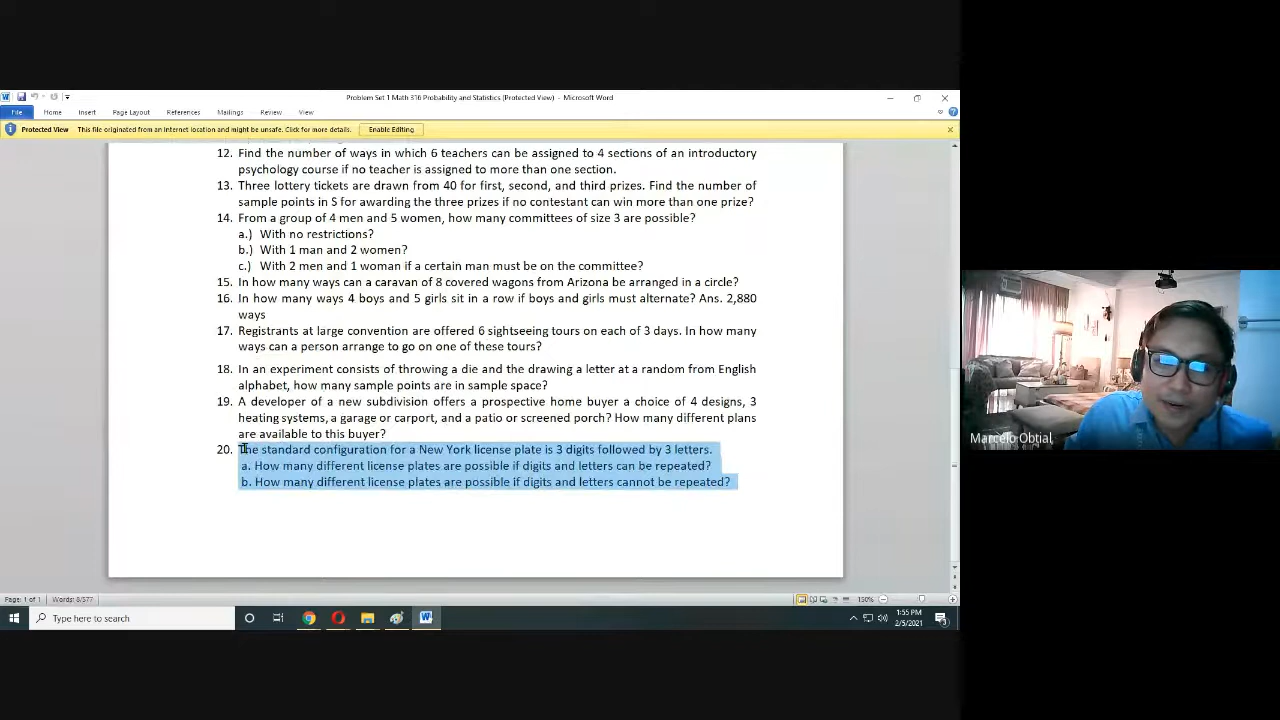 Problem Set 1 Math 316 Probability and Statistics (Protected View) - Microsoft Word
File Home Insert Page Layout References Mailings Review View
Protected View This file originated from an Internet location and might be unsafe. Click for more details. Enable Editing
12. Find the number of ways in which 6 teachers can be assigned to 4 sections of an introductory
psychology course if no teacher is assigned to more than one section.
13. Three lottery tickets are drawn from 40 for first, second, and third prizes. Find the number of
sample points in S for awarding the three prizes if no contestant can win more than one prize?
14. From a group of 4 men and 5 women, how many committees of size 3 are possible?
a.) With no restrictions?
b.) With 1 man and 2 women?
c.) With 2 men and 1 woman if a certain man must be on the committee?
15. In how many ways can a caravan of 8 covered wagons from Arizona be arranged in a circle?
16. In how many ways 4 boys and 5 girls sit in a row if boys and girls must alternate? Ans. 2,880
ways
17. Registrants at large convention are offered 6 sightseeing tours on each of 3 days. In how many
ways can a person arrange to go on one of these tours?
18. In an experiment consists of throwing a die and the drawing a letter at a random from English
alphabet, how many sample points are in sample space?
19. A developer of a new subdivision offers a prospective home buyer a choice of 4 designs, 3
heating systems, a garage or carport, and a patio or screened porch? How many different plans
are available to this buyer?
20. The standard configuration for a New York license plate is 3 digits followed by 3 letters.
a. How many different license plates are possible if digits and letters can be repeated?
b. How many different license plates are possible if digits and letters cannot be repeated?
Marcelo Obtial
Page: 1 of 1 Words: 8/577 150%
Type here to search
1:55 PM
2/5/2021